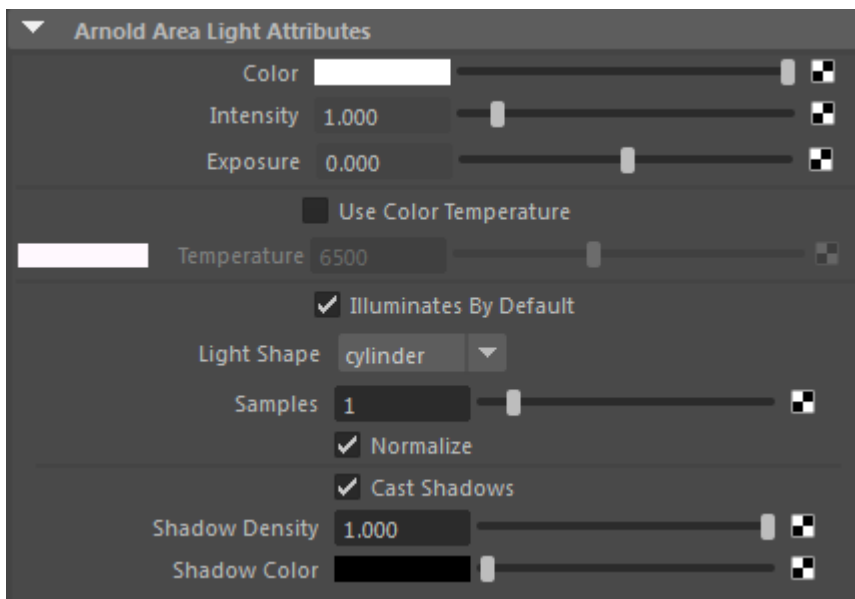 Arnold Area Light Attributes
Color
Intensity 1.000
Exposure 0.000
Use Color Temperature
Temperature 6500
Illuminates By Default
Light Shape cylinder
Samples 1
Normalize
Cast Shadows
Shadow Density 1.000
Shadow Color